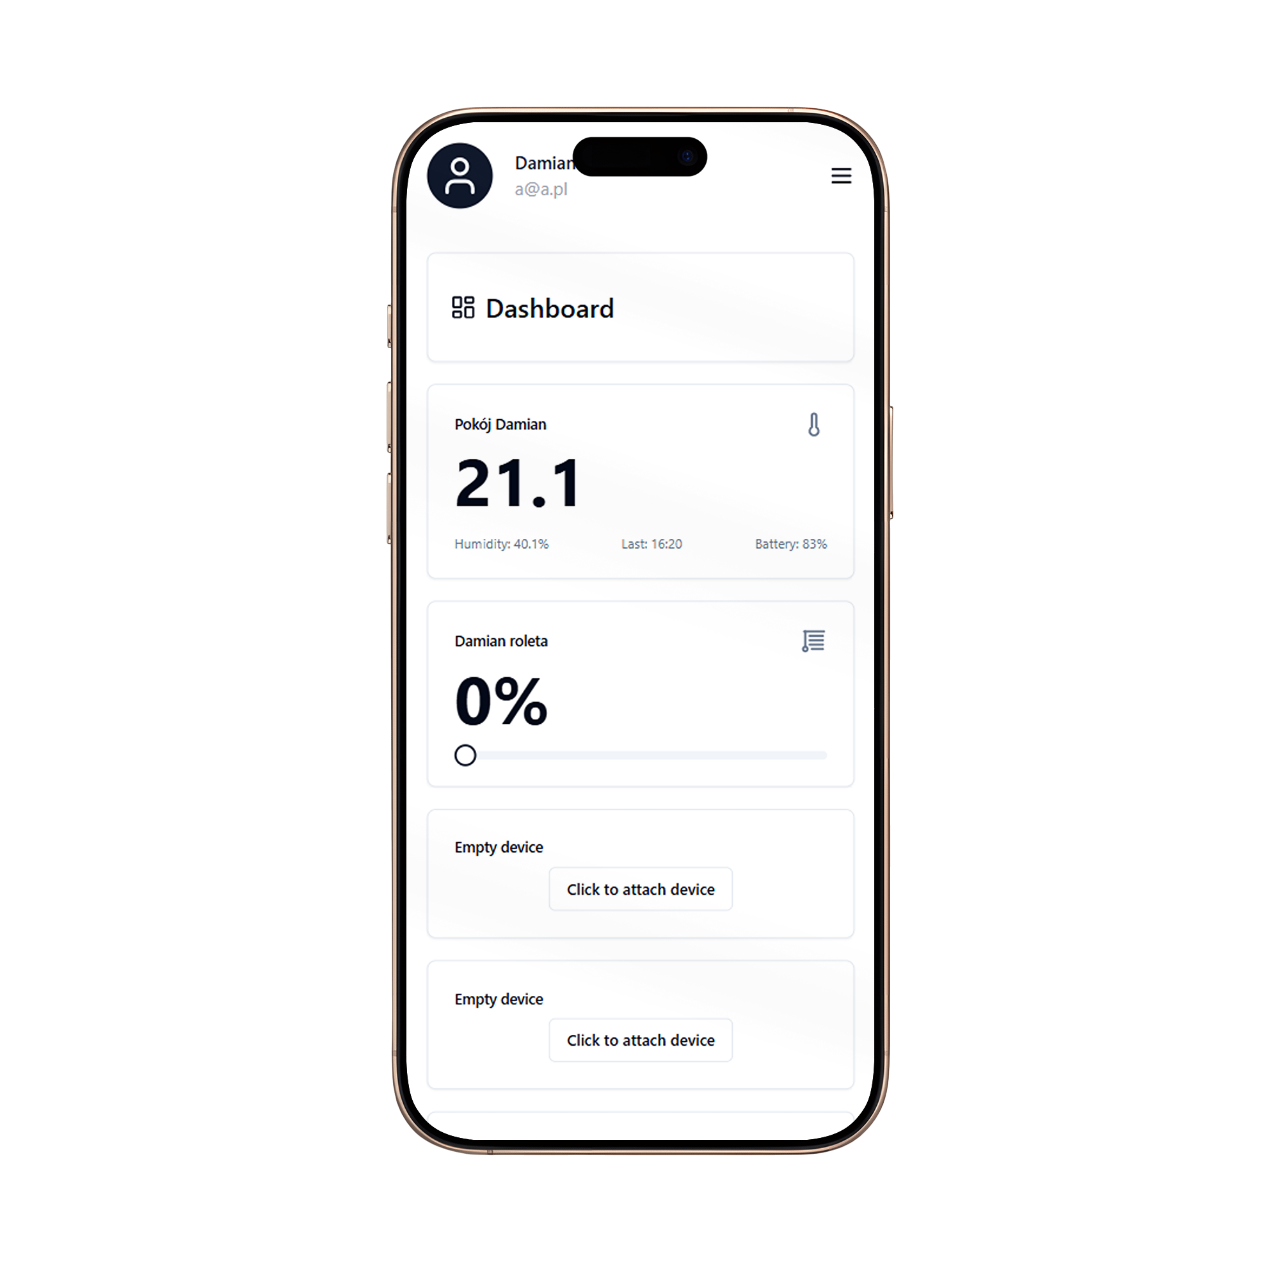 Damian
a@a.pl
Dashboard
Pokój Damian
21.1
Humidity: 40.1% Last: 16:20 Battery: 83%
Damian roleta
0%
Empty device
Click to attach device
Empty device
Click to attach device